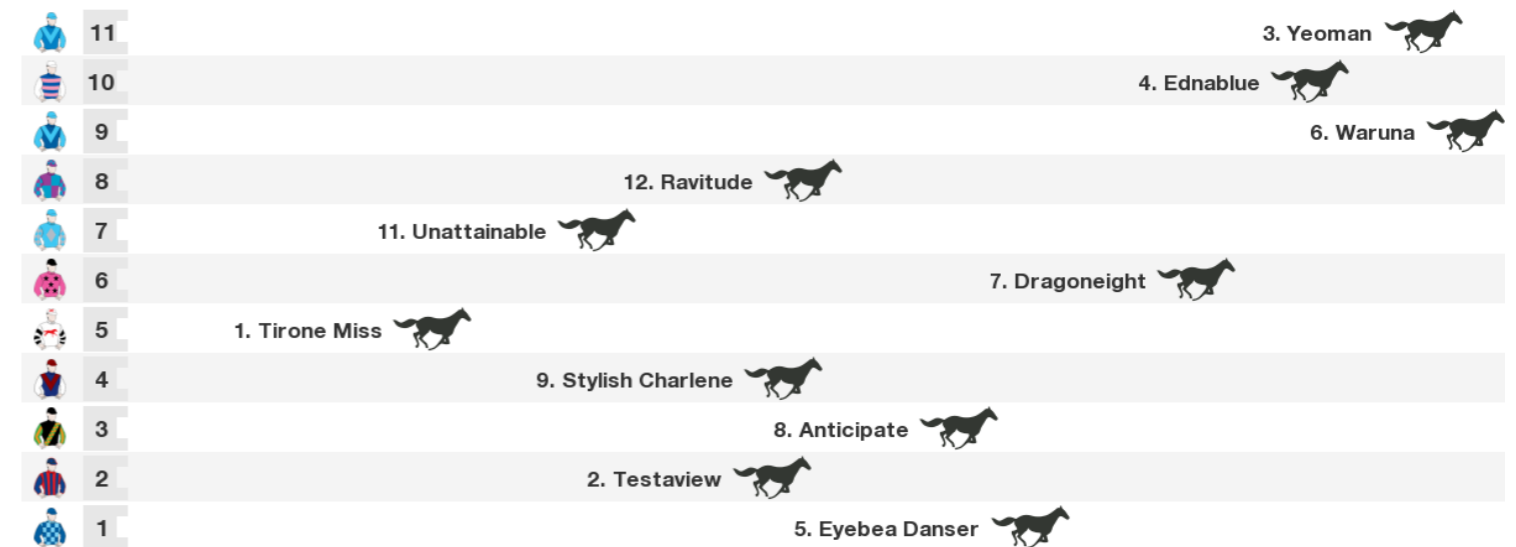 11 3. Yeoman
10 4. Ednablue
9 6. Waruna
8 12. Ravitude
7 11. Unattainable
6 7. Dragoneight
5 1. Tirone Miss
4 9. Stylish Charlene
3 8. Anticipate
2 2. Testaview
1 5. Eyebea Danser